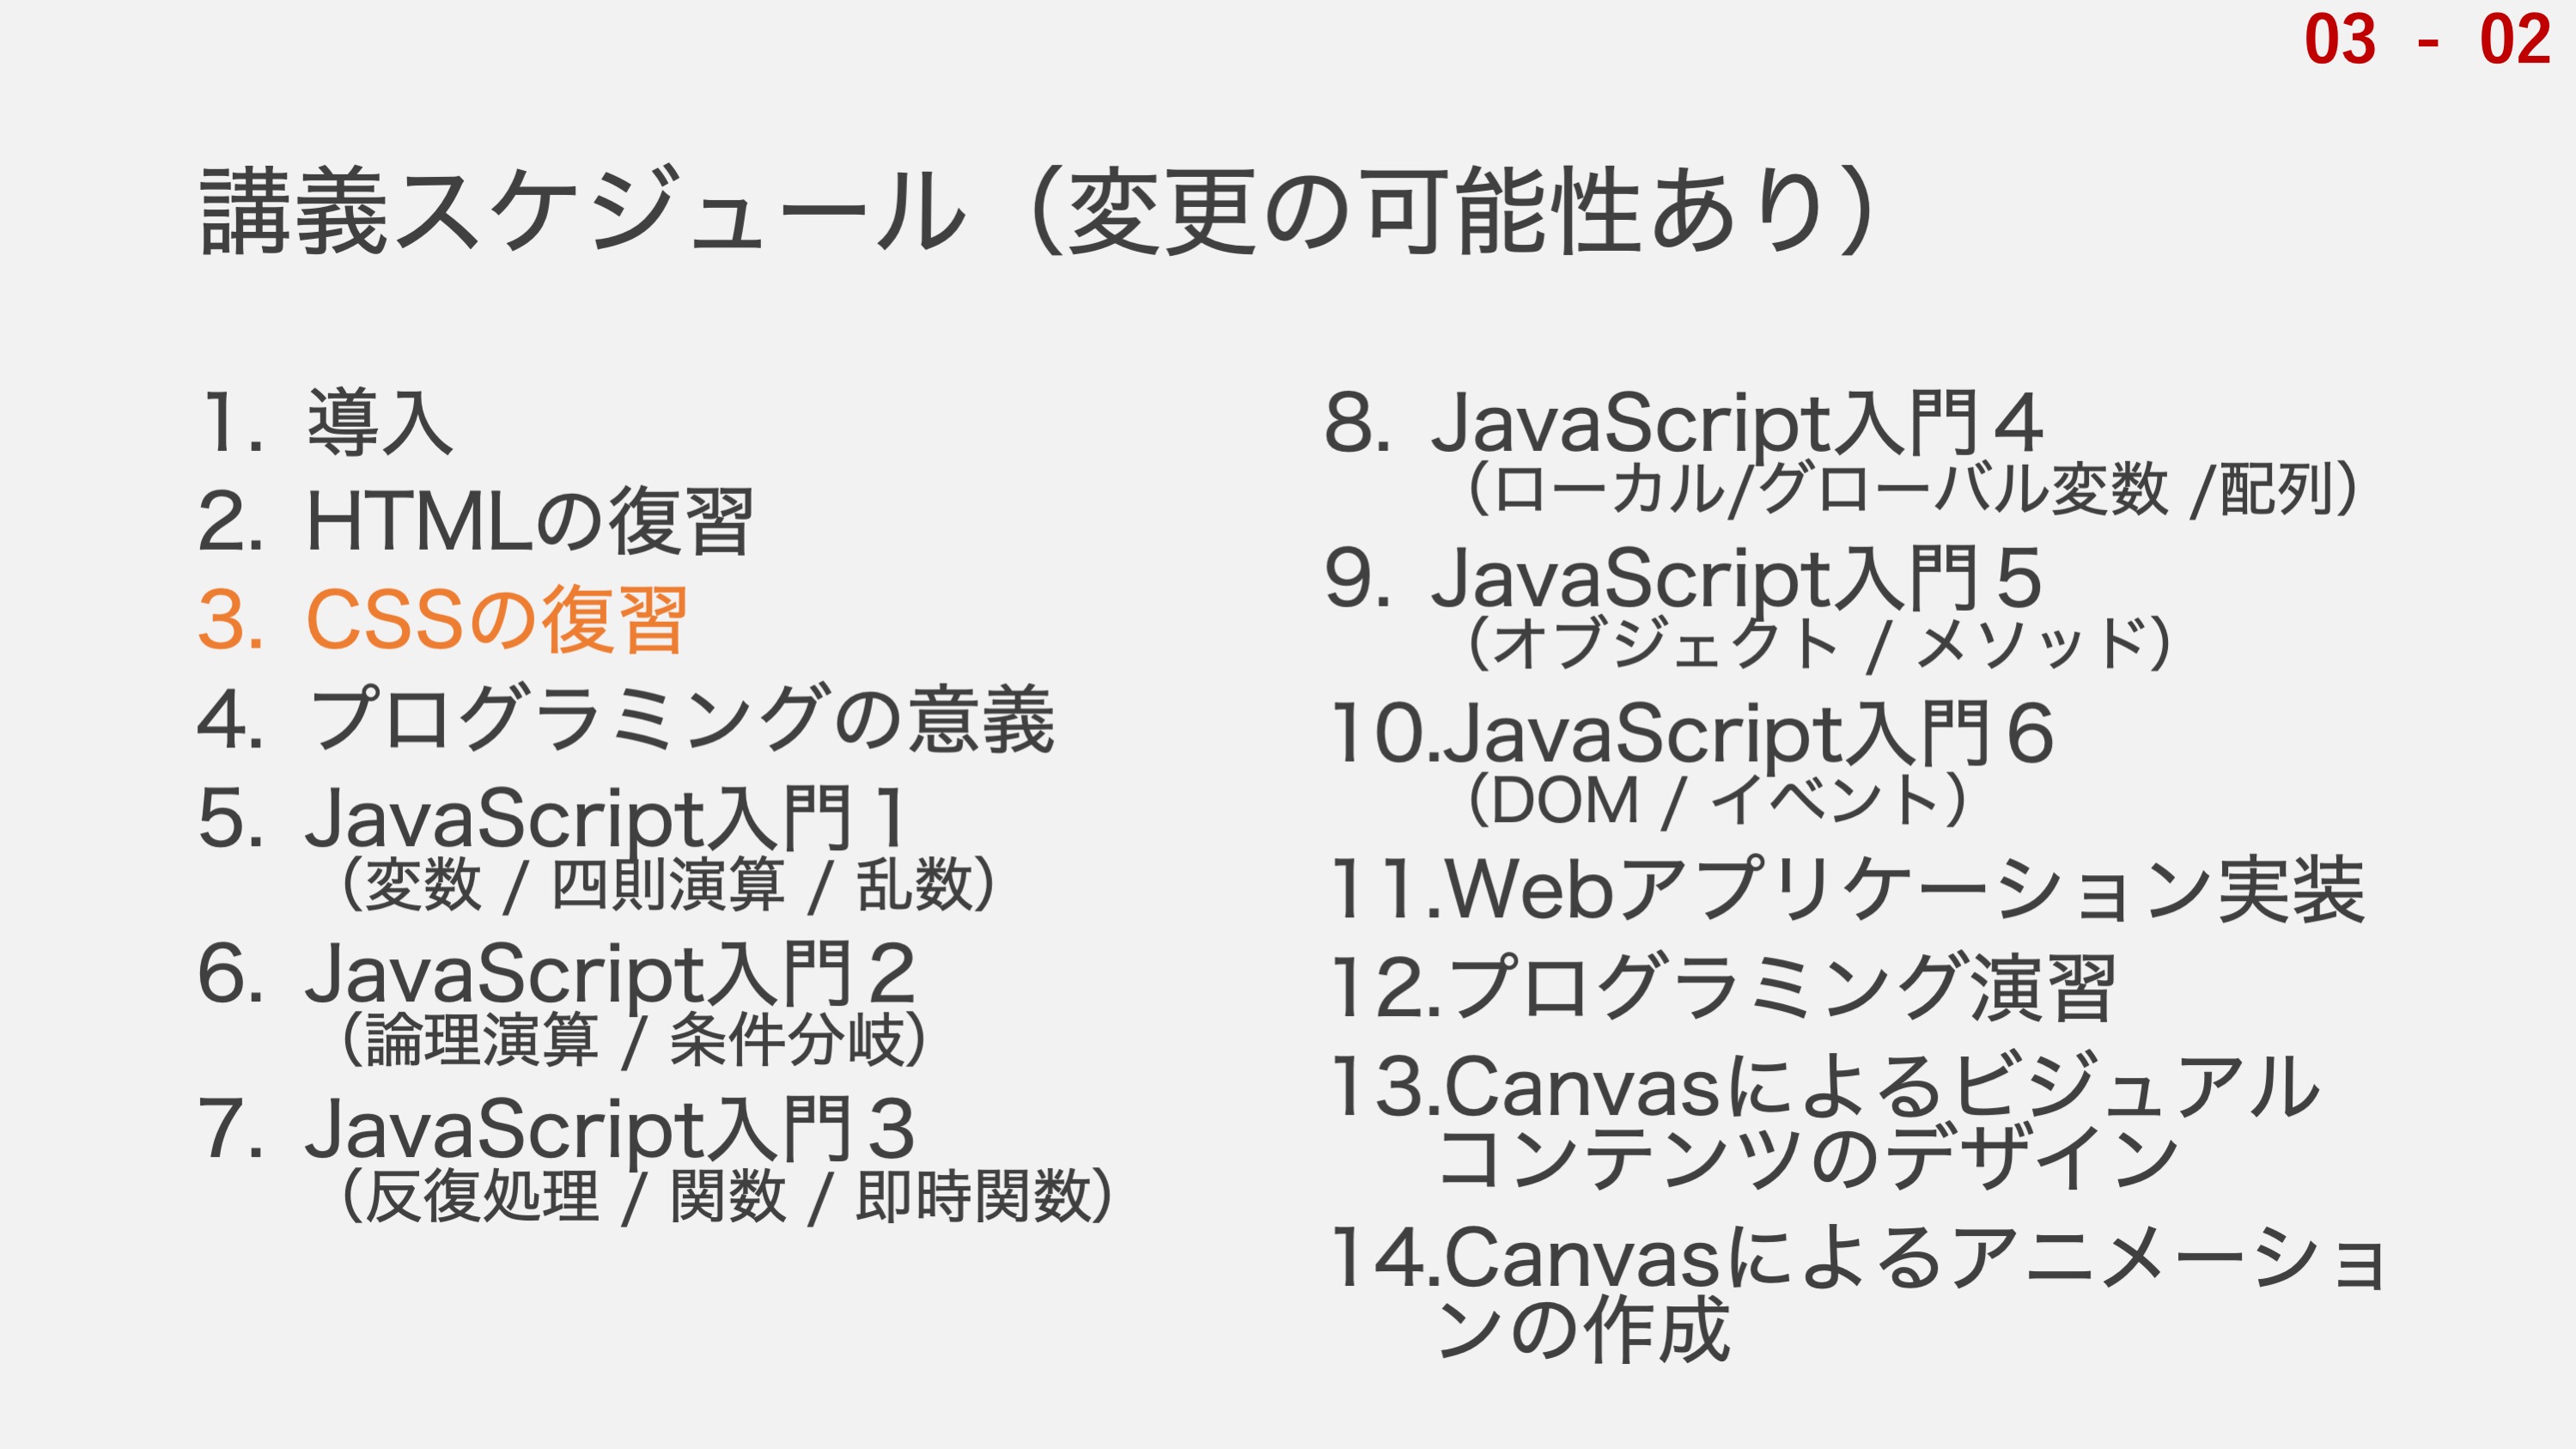 03 - 02
講義スケジュール（変更の可能性あり）
1. 導入
2. HTMLの復習
3. CSSの復習
4. プログラミングの意義
5. JavaScript入門１
（変数 / 四則演算 / 乱数）
6. JavaScript入門２
（論理演算 / 条件分岐）
7. JavaScript入門３
（反復処理 / 関数 / 即時関数）
8. JavaScript入門４
（ローカル/グローバル変数 /配列）
9. JavaScript入門５
（オブジェクト / メソッド）
10.JavaScript入門６
（DOM / イベント）
11.Webアプリケーション実装
12.プログラミング演習
13.Canvasによるビジュアル
コンテンツのデザイン
14.Canvasによるアニメーショ
ンの作成